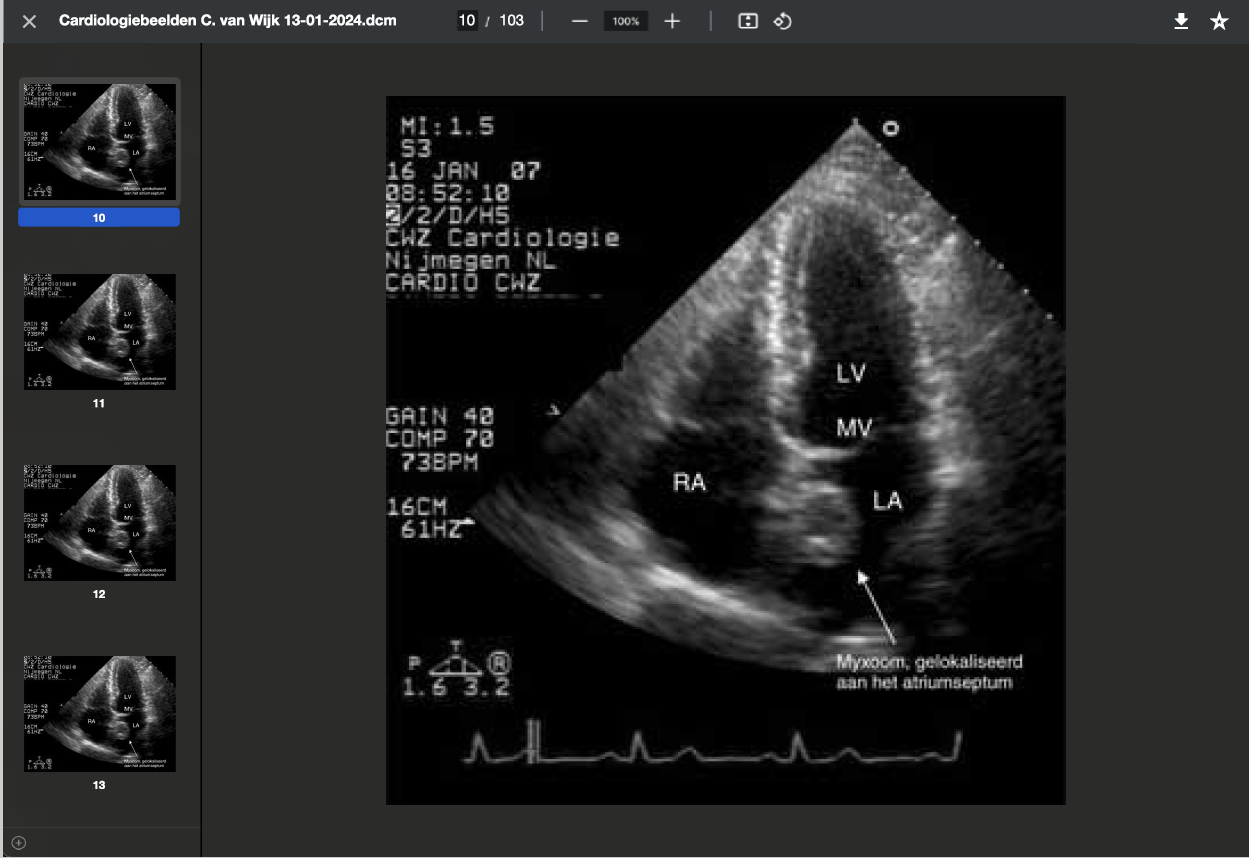 Cardiologiebeelden C. van Wijk 13-01-2024.dcm
10 / 103
100%
MI:1.5
S3
16 JAN 07
08:52:10
/2/D/H5
CWZ Cardiologie
Nijmegen NL
CARDIO CWZ
GAIN 40
COMP 70
73BPM
16CM
61HZ
LV
MV
RA
LA
Myxoom, gelokaliseerd
aan het atriumseptum
T
P R
1.6 3.2
10
11
12
13